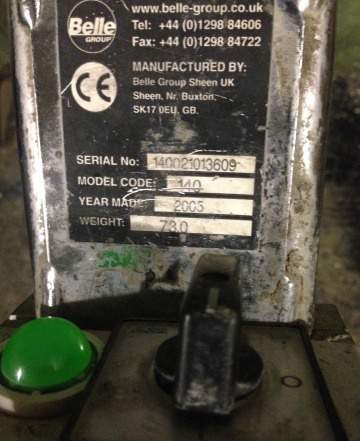 www.belle-group.co.uk
Belle
GROUP
Tel: +44 (0)1298 84606
Fax: +44 (0)1298 84722
CE
MANUFACTURED BY:
Belle Group Sheen UK
Sheen, Nr. Buxton,
SK17 0EU, GB.
SERIAL No: 140021013609
MODEL CODE: 140
YEAR MADE: 2005
WEIGHT: 73.0
O